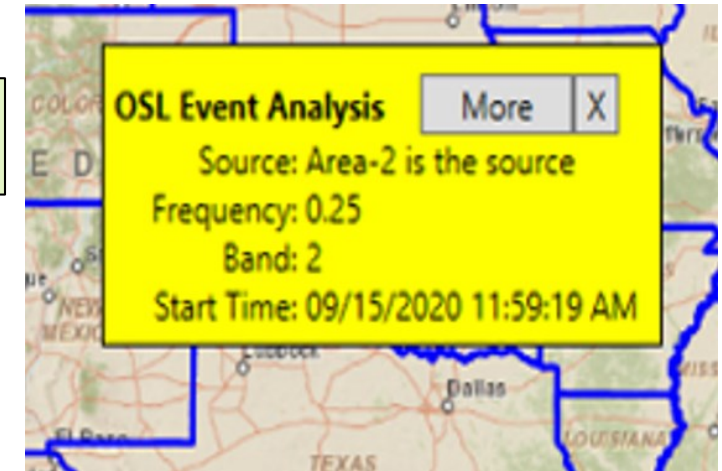 OSL Event Analysis More X
Source: Area-2 is the source
Frequency: 0.25
Band: 2
Start Time: 09/15/2020 11:59:19 AM
E D
NEW
MEXICO
Lubbock
Dallas
El Paso
TEXAS
LOUISIANA